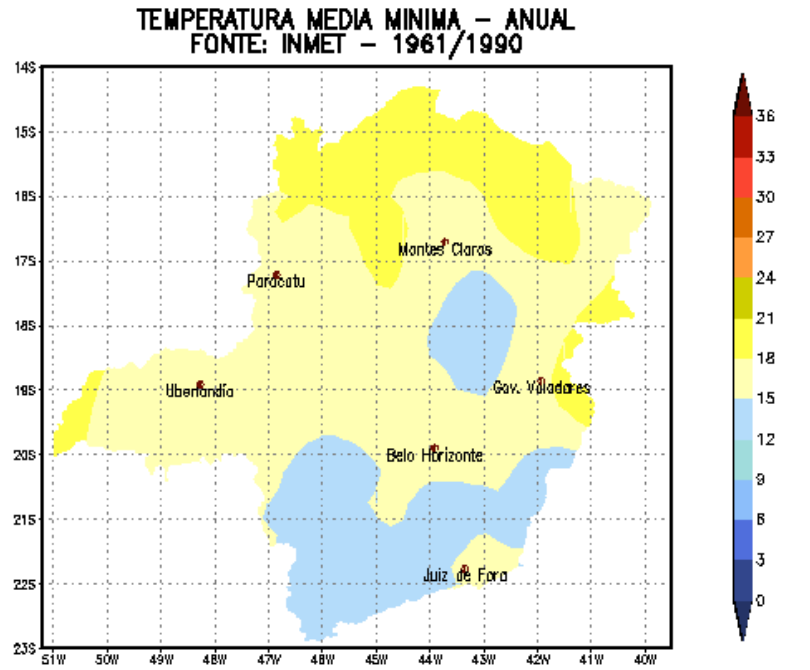 TEMPERATURA MEDIA MINIMA – ANUAL
FONTE: INMET – 1961/1990
14S
15S
16S
17S
18S
19S
20S
21S
22S
23S
Montes Claros
Paracatu
Uberlandia
Gov. Valadares
Belo Horizonte
Juiz de Fora
51W 50W 49W 48W 47W 46W 45W 44W 43W 42W 41W 40W
36
33
30
27
24
21
18
15
12
9
6
3
0